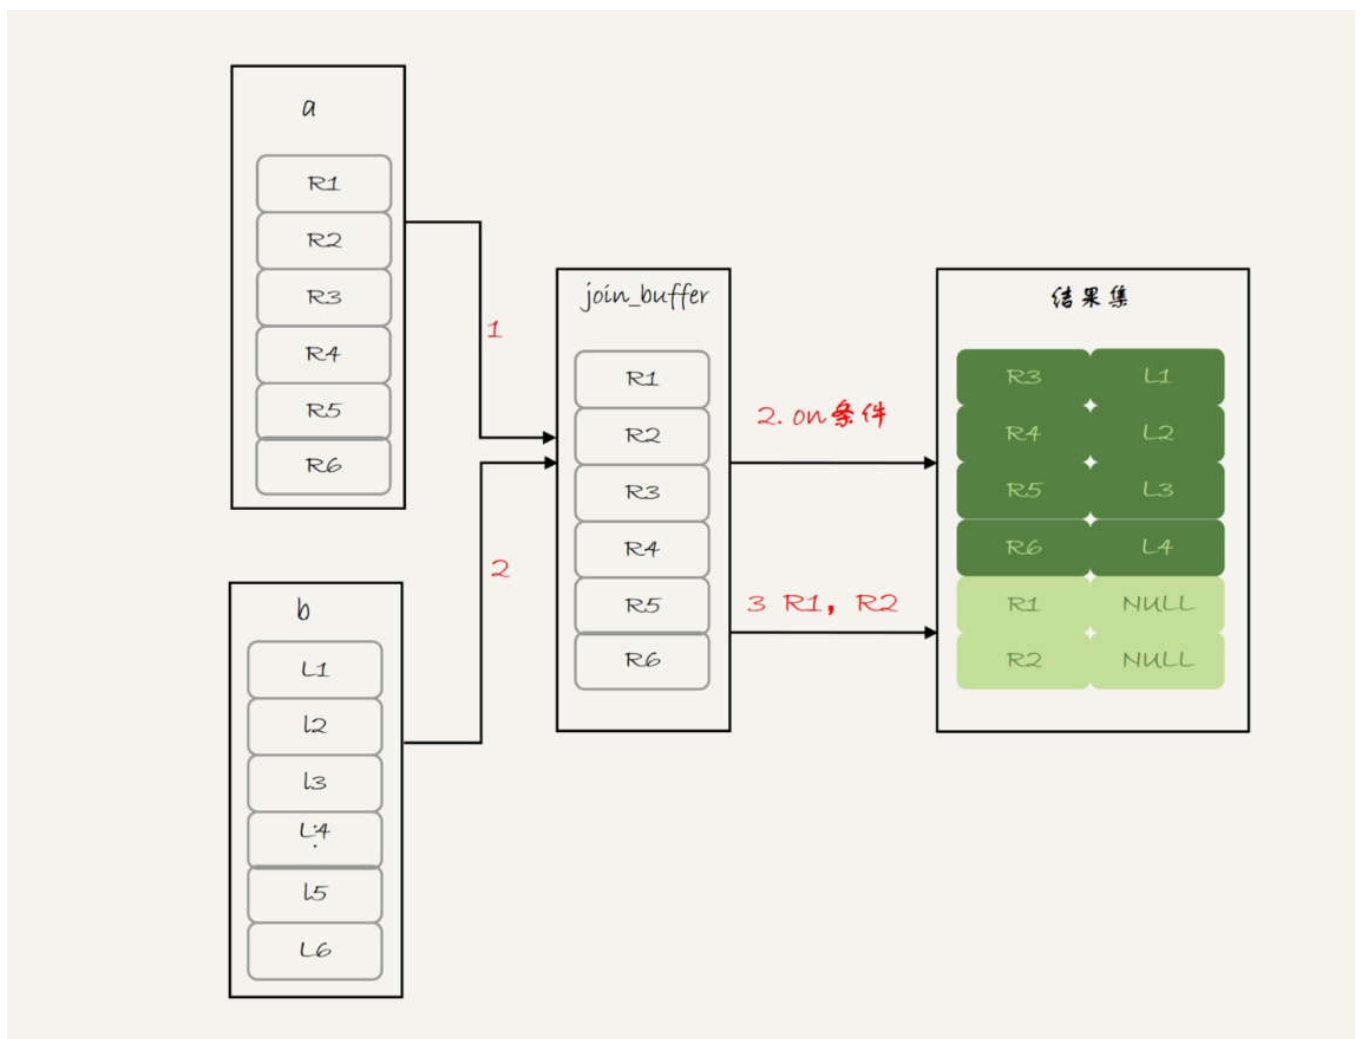 a
R1
R2
R3
R4
R5
R6
b
L1
l2
l3
L4
l5
L6
1
2
join_buffer
R1
R2
R3
R4
R5
R6
2. on条件
3 R1，R2
结果集
R3 L1
R4 L2
R5 L3
R6 L4
R1 NULL
R2 NULL